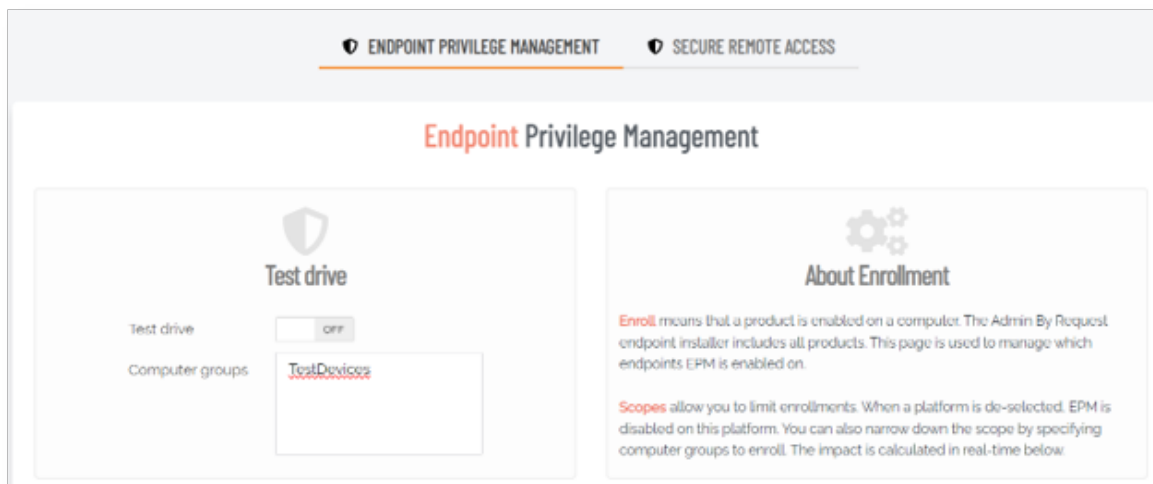 ENDPOINT PRIVILEGE MANAGEMENT
SECURE REMOTE ACCESS
Endpoint Privilege Management
Test drive
Test drive
OFF
Computer groups
TestDevices
About Enrollment
Enroll means that a product is enabled on a computer. The Admin By Request
endpoint installer includes all products. This page is used to manage which
endpoints EPM is enabled on.
Scopes allow you to limit enrollments. When a platform is de-selected, EPM is
disabled on this platform. You can also narrow down the scope by specifying
computer groups to enroll. The impact is calculated in real-time below.